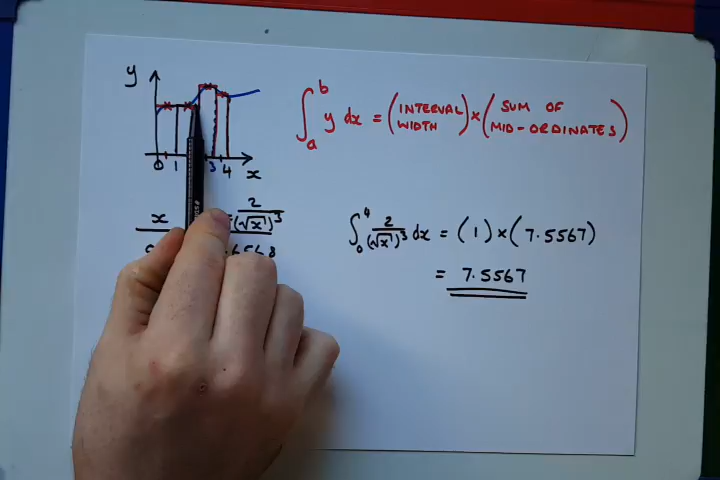 y
0 1 3 4 x
∫ₐᵇ y dx = (INTERVAL WIDTH) × (SUM OF MID-ORDINATES)
x 2/(√x)³
.6568
∫₀⁴ 2/(√x)³ dx = (1) × (7.5567)
= 7.5567